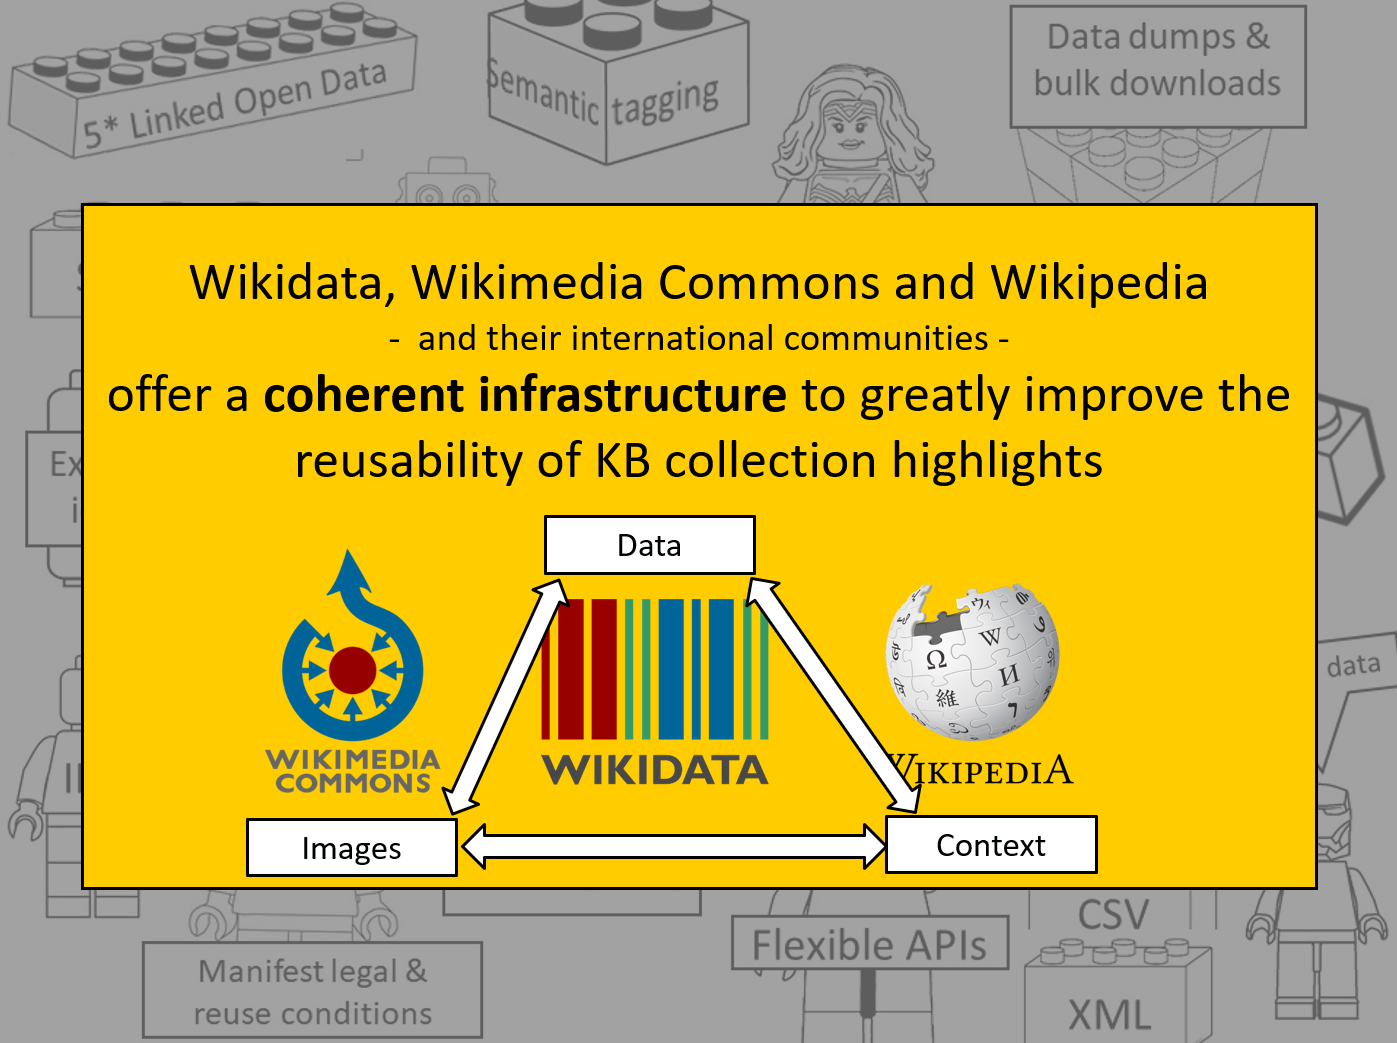 5* Linked Open Data
Semantic tagging
Data dumps &
bulk downloads
Wikidata, Wikimedia Commons and Wikipedia
- and their international communities -
offer a coherent infrastructure to greatly improve the
reusability of KB collection highlights
Data
Ω
W
И
維
WIKIMEDIA
COMMONS
WIKIDATA
WIKIPEDIA
Images
Context
data
Manifest legal &
reuse conditions
Flexible APIs
CSV
XML